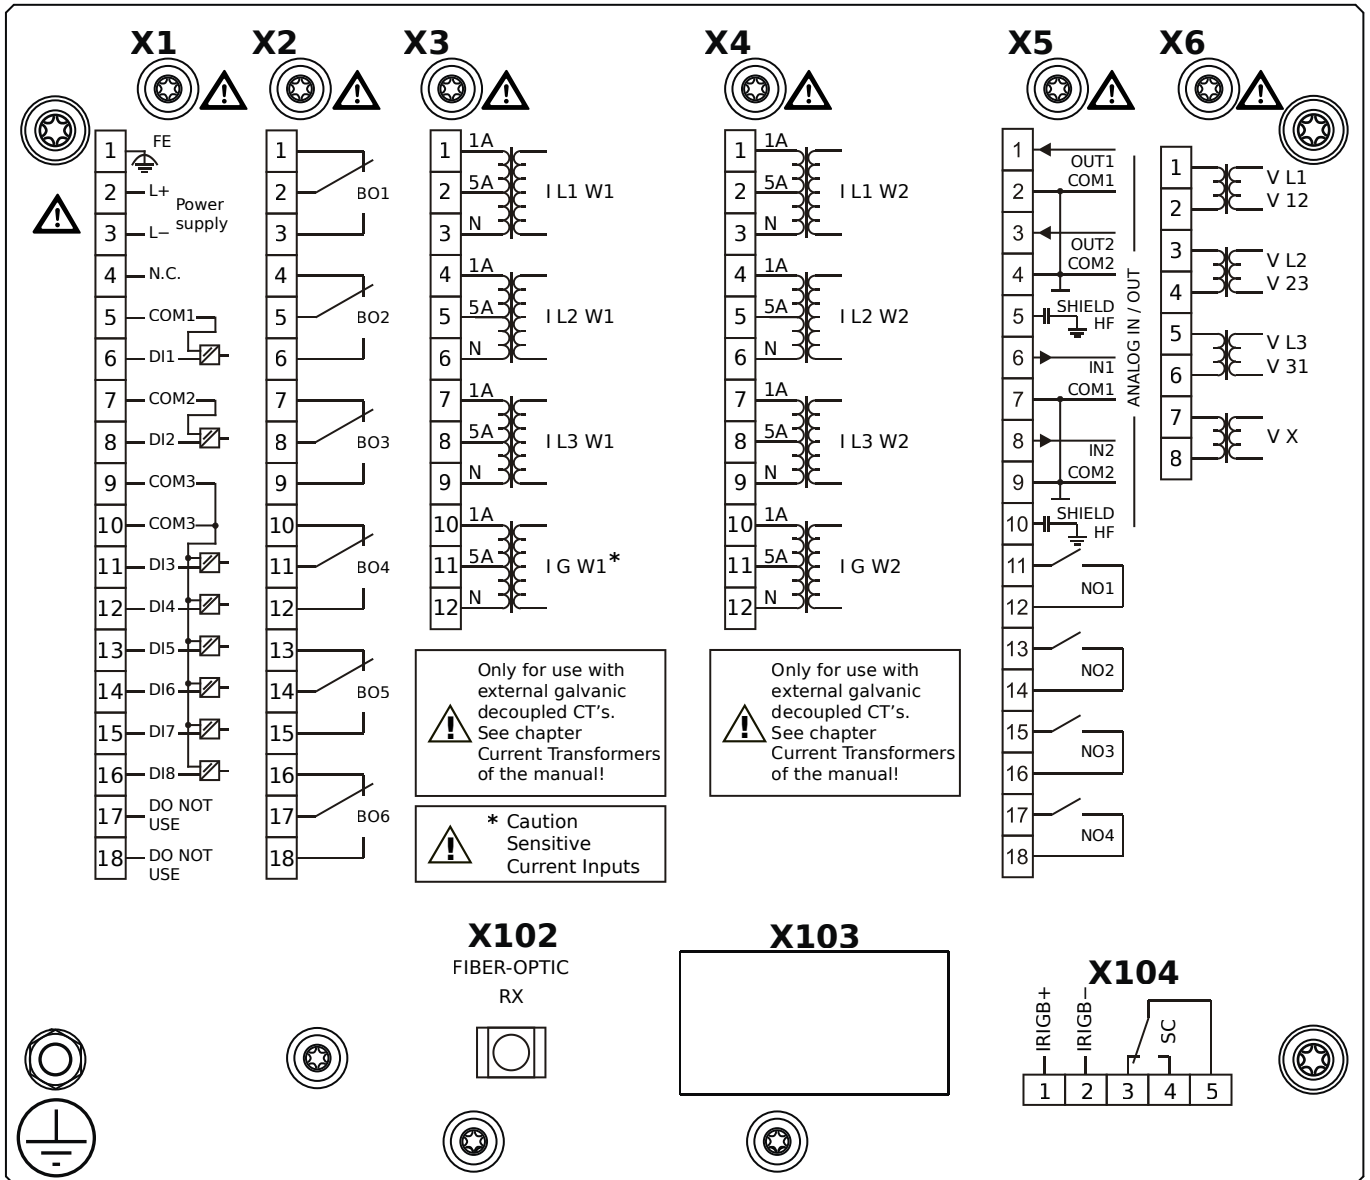 X1
X2
X3
X4
X5
X6
1
FE
2
L+
Power
supply
3
L−
4
N.C.
5
COM1
6
DI1
7
COM2
8
DI2
9
COM3
10
COM3
11
DI3
12
DI4
13
DI5
14
DI6
15
DI7
16
DI8
17
DO NOT
USE
18
DO NOT
USE
1
2
BO1
3
4
5
BO2
6
7
8
BO3
9
10
11
BO4
12
13
14
BO5
15
16
17
BO6
18
1
1A
2
5A
I L1 W1
3
N
4
1A
5
5A
I L2 W1
6
N
7
1A
8
5A
I L3 W1
9
N
10
1A
11
5A
I G W1*
12
N
Only for use with
external galvanic
decoupled CT's.
See chapter
Current Transformers
of the manual!
* Caution
Sensitive
Current Inputs
1
1A
2
5A
I L1 W2
3
N
4
1A
5
5A
I L2 W2
6
N
7
1A
8
5A
I L3 W2
9
N
10
1A
11
5A
I G W2
12
N
Only for use with
external galvanic
decoupled CT's.
See chapter
Current Transformers
of the manual!
1
OUT1
2
COM1
3
OUT2
4
COM2
5
SHIELD
HF
6
IN1
7
COM1
8
IN2
9
COM2
10
SHIELD
HF
ANALOG IN / OUT
11
NO1
12
13
NO2
14
15
NO3
16
17
NO4
18
1
V L1
2
V 12
3
V L2
4
V 23
5
V L3
6
V 31
7
V X
8
X102
FIBER-OPTIC
RX
X103
X104
IRIGB+
IRIGB−
SC
1
2
3
4
5